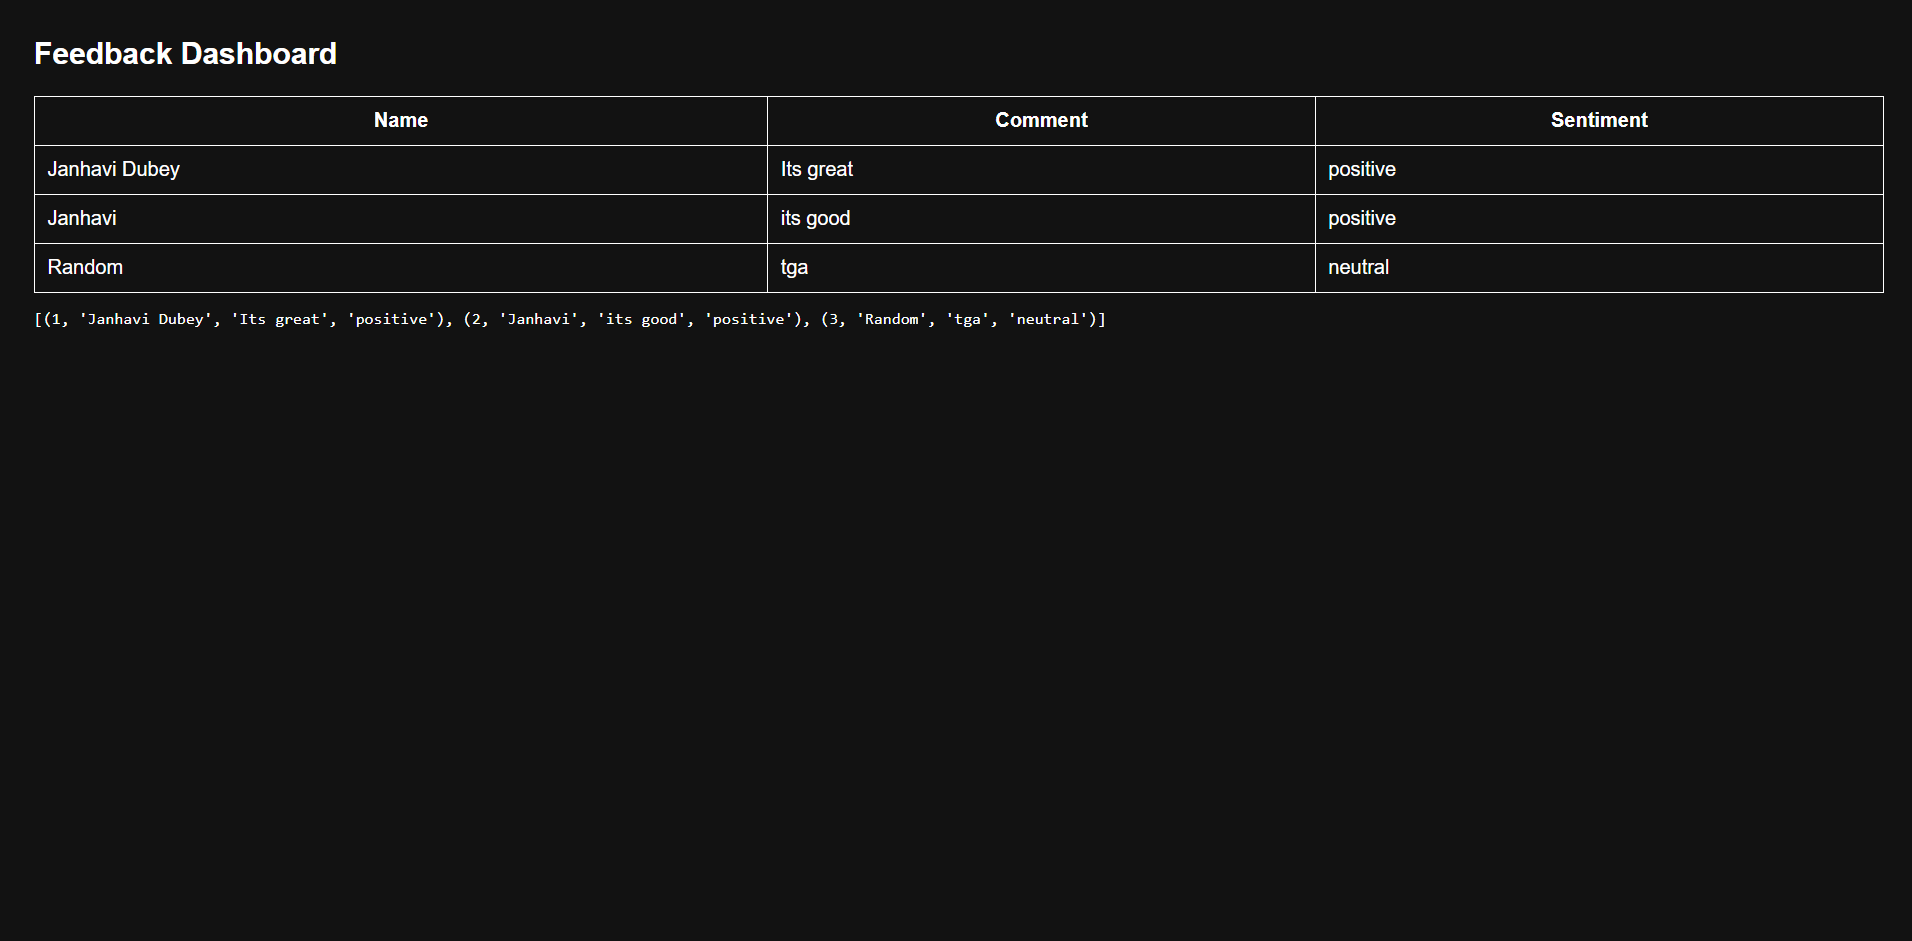 Feedback Dashboard
Name Comment Sentiment
Janhavi Dubey Its great positive
Janhavi its good positive
Random tga neutral
[(1, 'Janhavi Dubey', 'Its great', 'positive'), (2, 'Janhavi', 'its good', 'positive'), (3, 'Random', 'tga', 'neutral')]